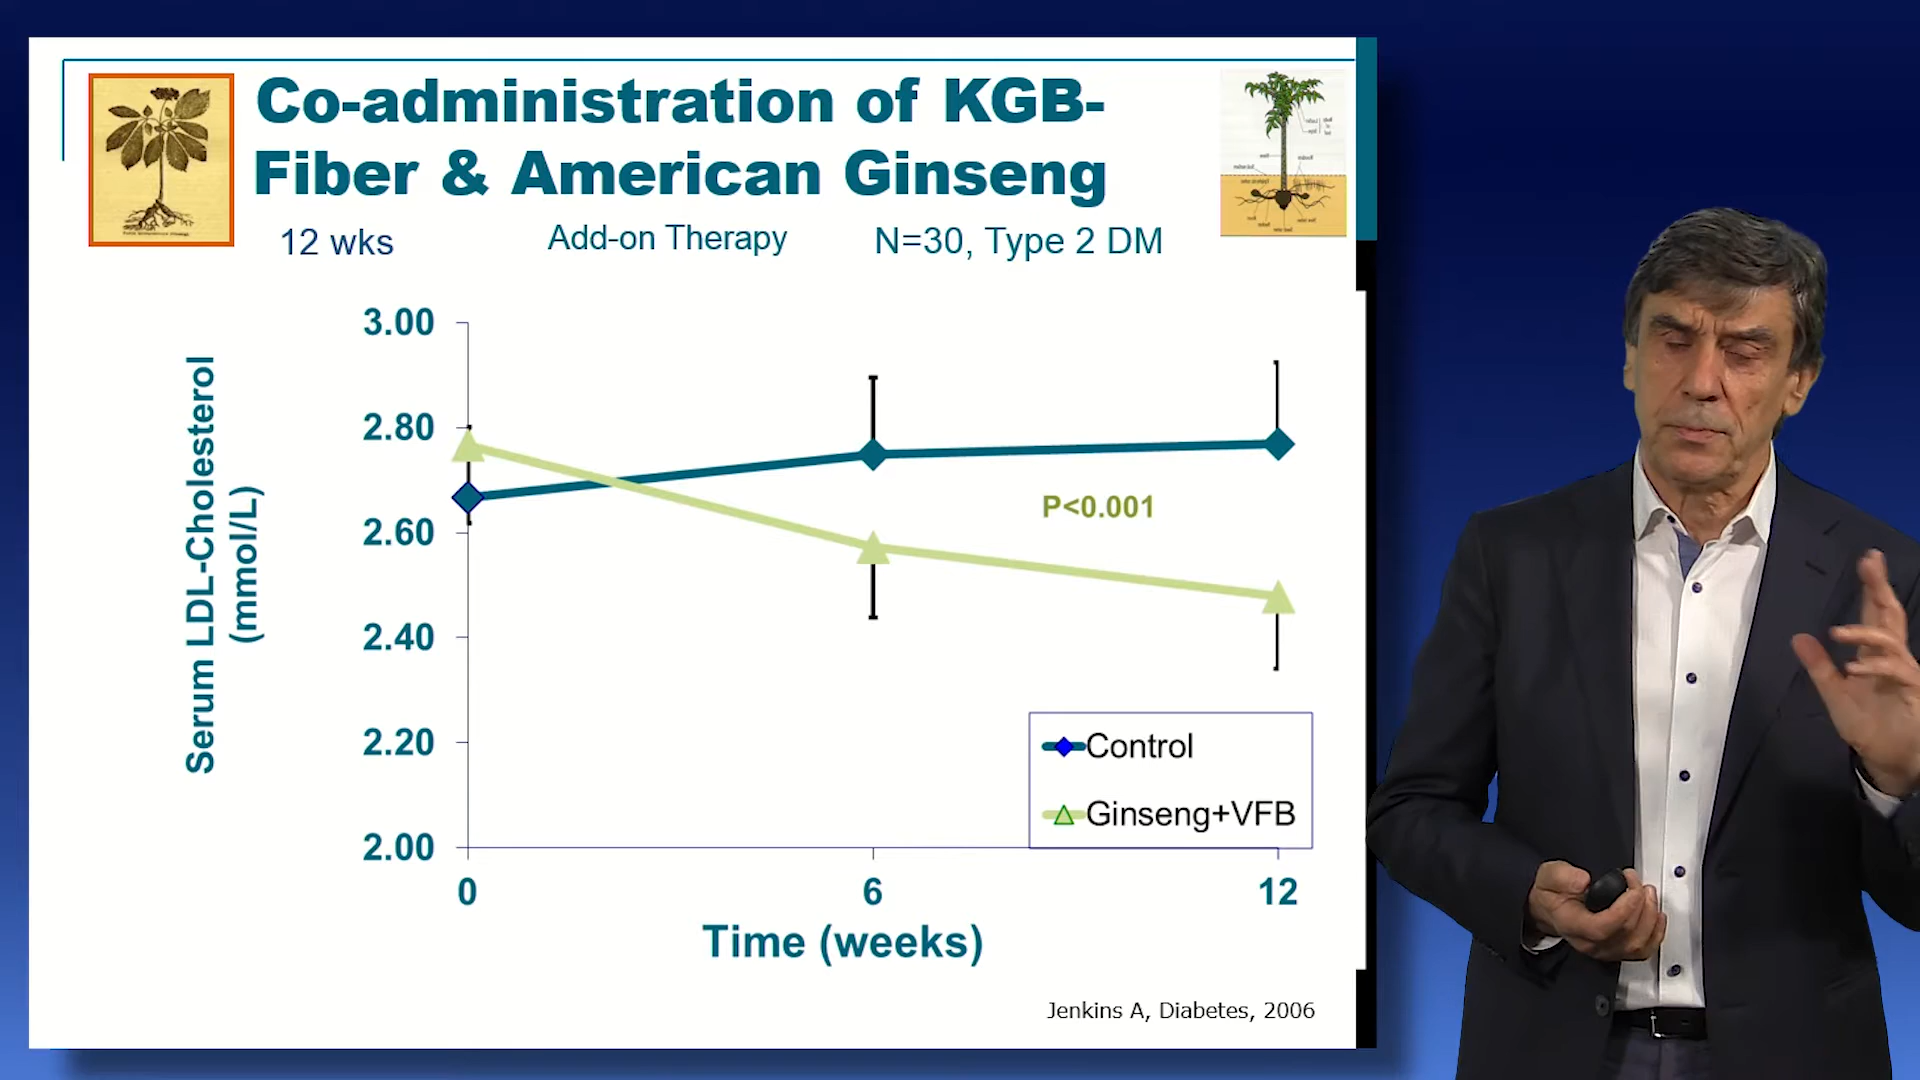 Co-administration of KGB-
Fiber & American Ginseng
12 wks
Add-on Therapy
N=30, Type 2 DM
Serum LDL-Cholesterol
(mmol/L)
3.00
2.80
2.60
2.40
2.20
2.00
P<0.001
Control
Ginseng+VFB
0
6
12
Time (weeks)
Jenkins A, Diabetes, 2006